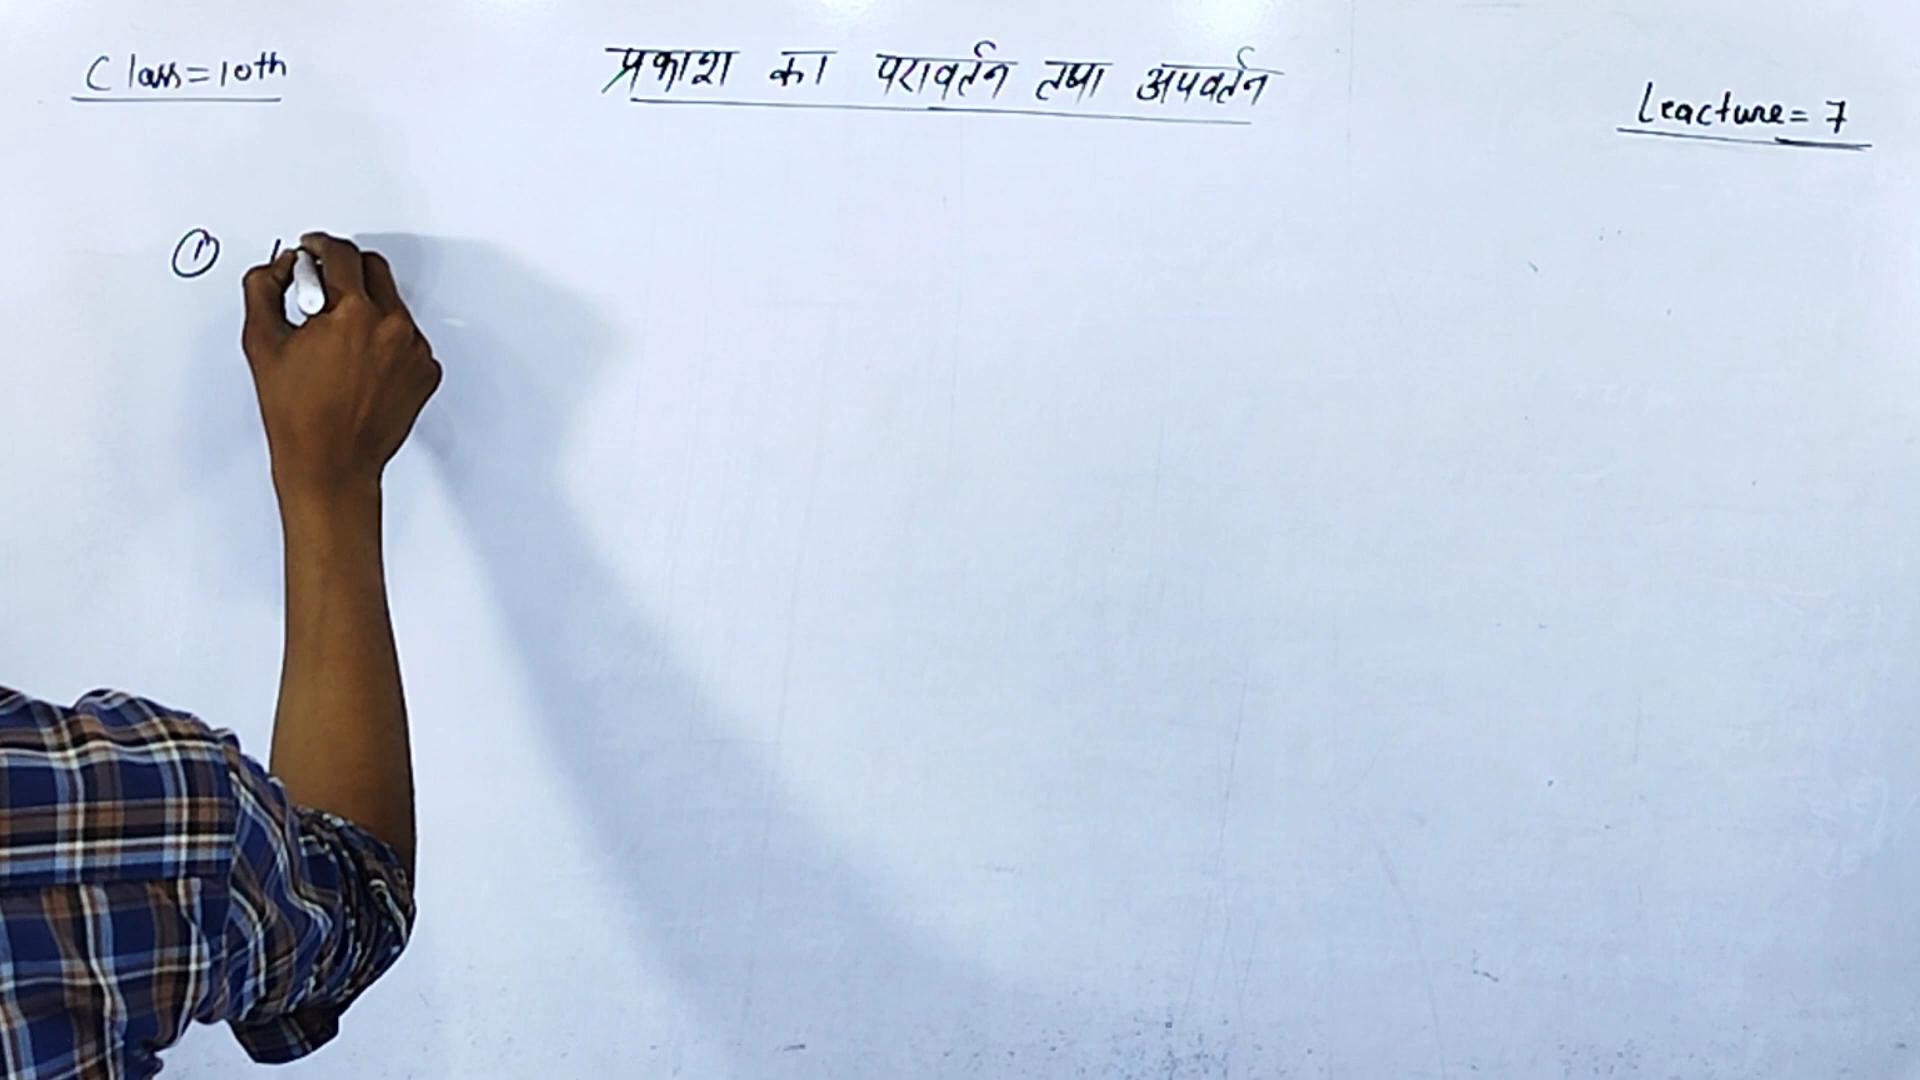 Class=10th
प्रकाश का परावर्तन तथा अपवर्तन
Leacture= 7
①